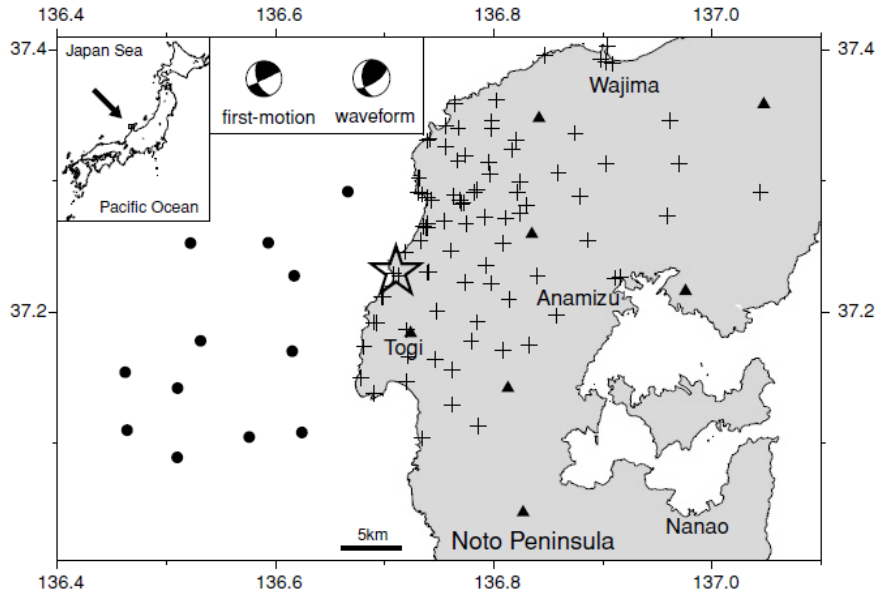 136.4 136.6 136.8 137.0
37.4 37.4
Japan Sea
Pacific Ocean
first-motion waveform
Wajima
37.2 37.2
Anamizu
Togi
5km
Noto Peninsula
Nanao
136.4 136.6 136.8 137.0